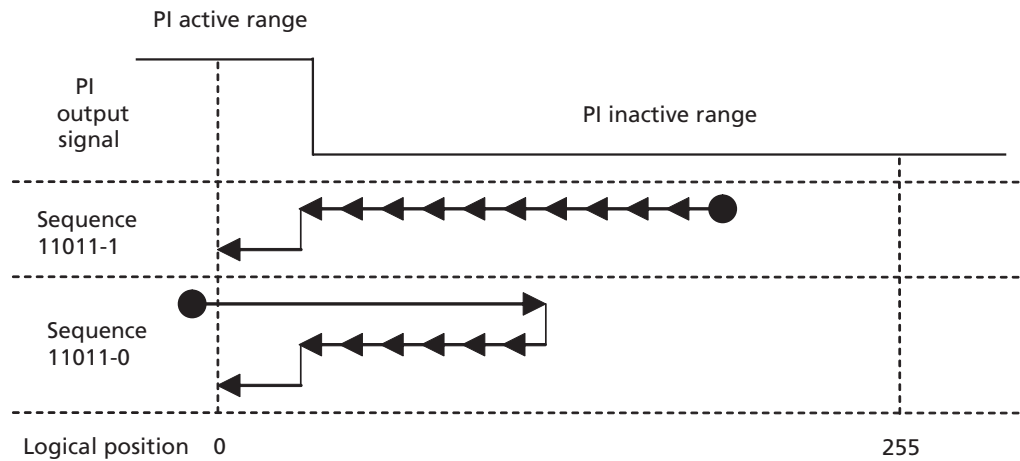 PI active range
PI
output
signal
PI inactive range
Sequence
11011-1
Sequence
11011-0
Logical position 0 255